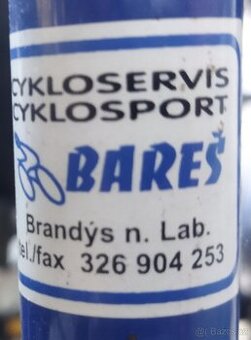 CYKLOSERVIS
CYKLOSPORT
BAREŠ
Brandýs n. Lab.
tel./fax 326 904 253